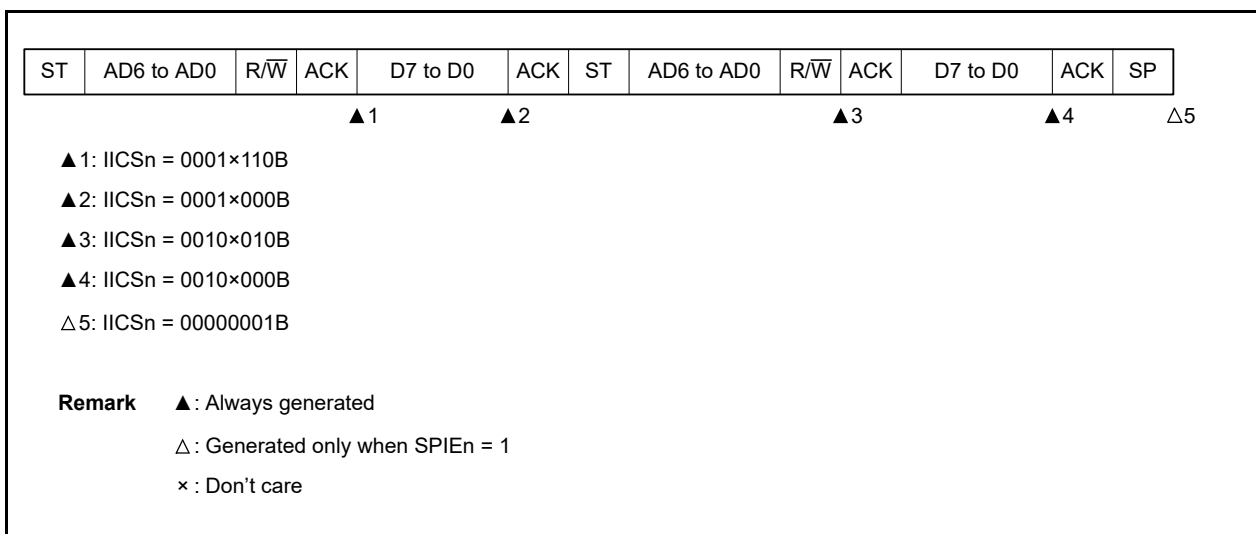 ST AD6 to AD0 R/W̅ ACK D7 to D0 ACK ST AD6 to AD0 R/W̅ ACK D7 to D0 ACK SP
▲1 ▲2 ▲3 ▲4 △5
▲1: IICSn = 0001×110B
▲2: IICSn = 0001×000B
▲3: IICSn = 0010×010B
▲4: IICSn = 0010×000B
△5: IICSn = 00000001B
Remark ▲: Always generated
△: Generated only when SPIEn = 1
×: Don't care